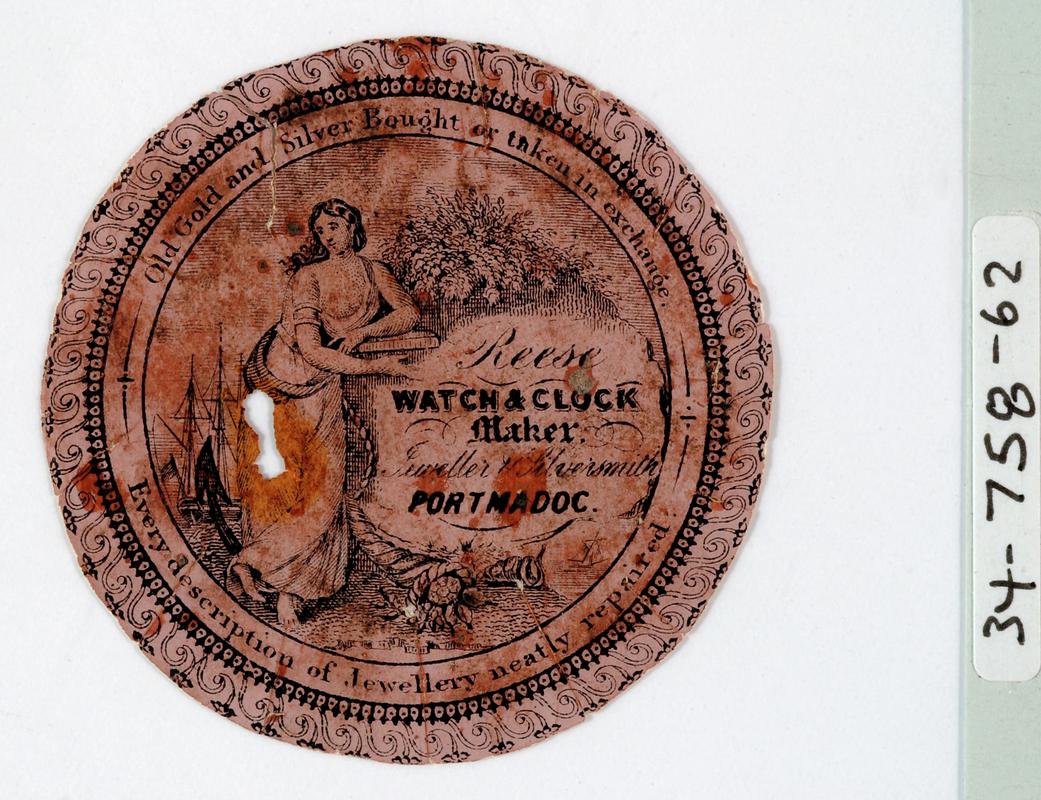 Old Gold and Silver Bought or taken in exchange
Reese
WATCH & CLOCK
Maker.
Jeweller & Silversmith
PORTMADOC.
Every description of Jewellery neatly repaired
34-758-62